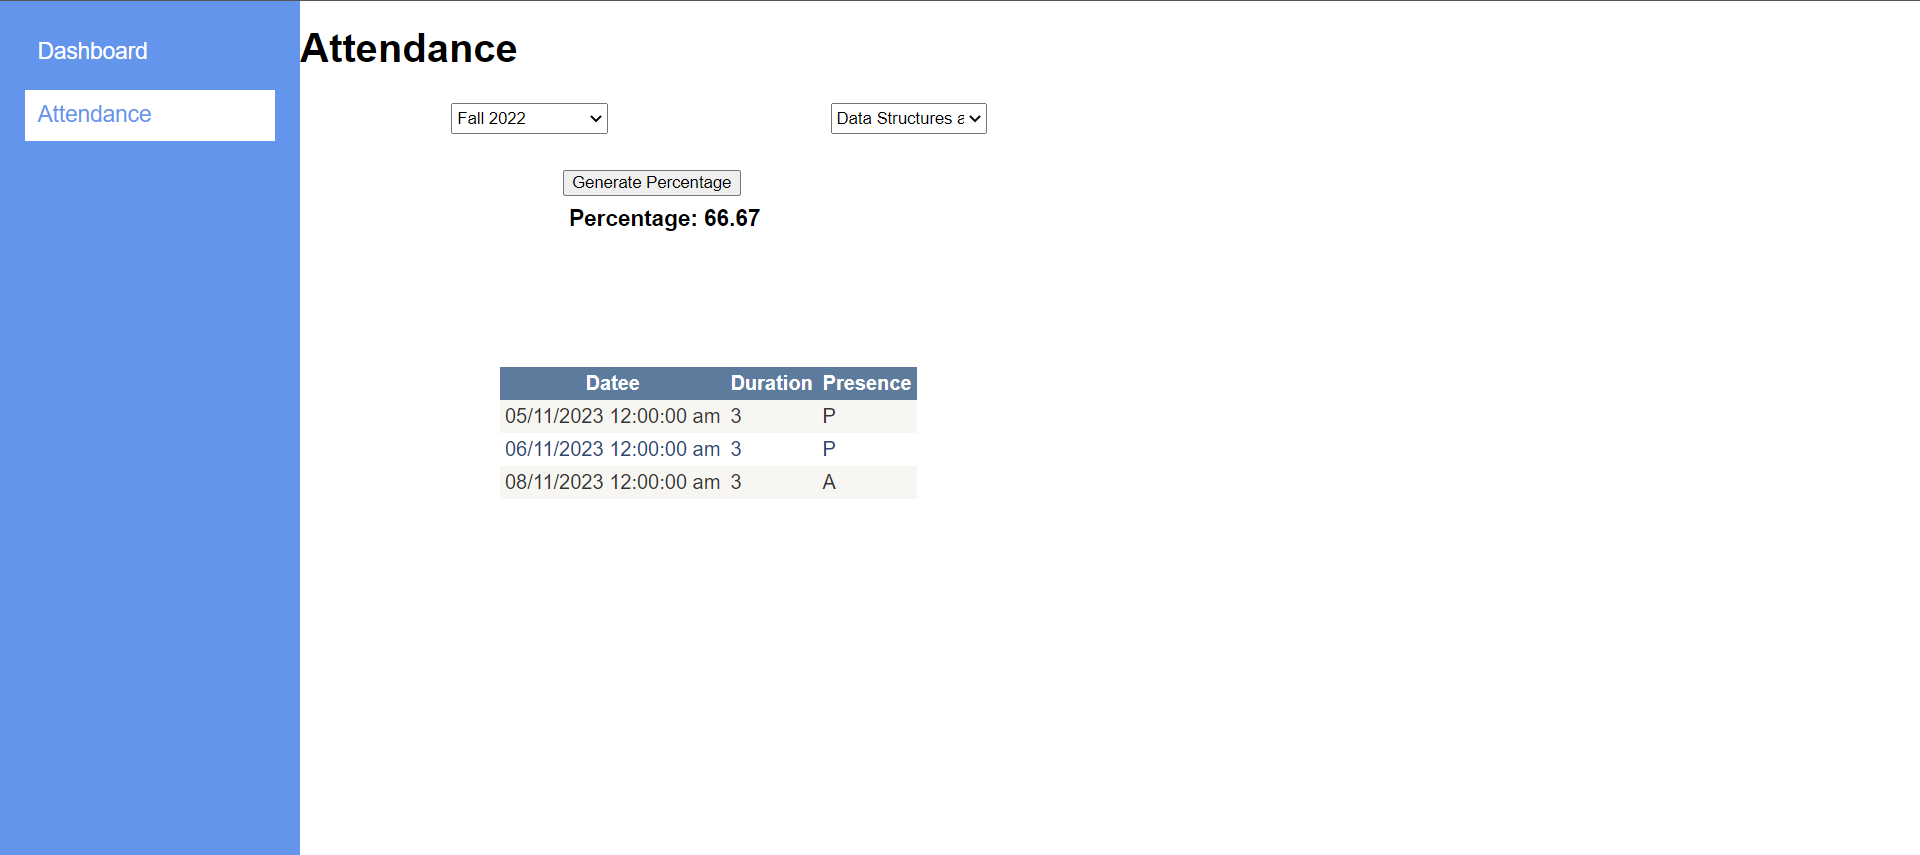 Dashboard
Attendance
Attendance
Fall 2022 Data Structures a
Generate Percentage
Percentage: 66.67
Datee Duration Presence
05/11/2023 12:00:00 am 3 P
06/11/2023 12:00:00 am 3 P
08/11/2023 12:00:00 am 3 A